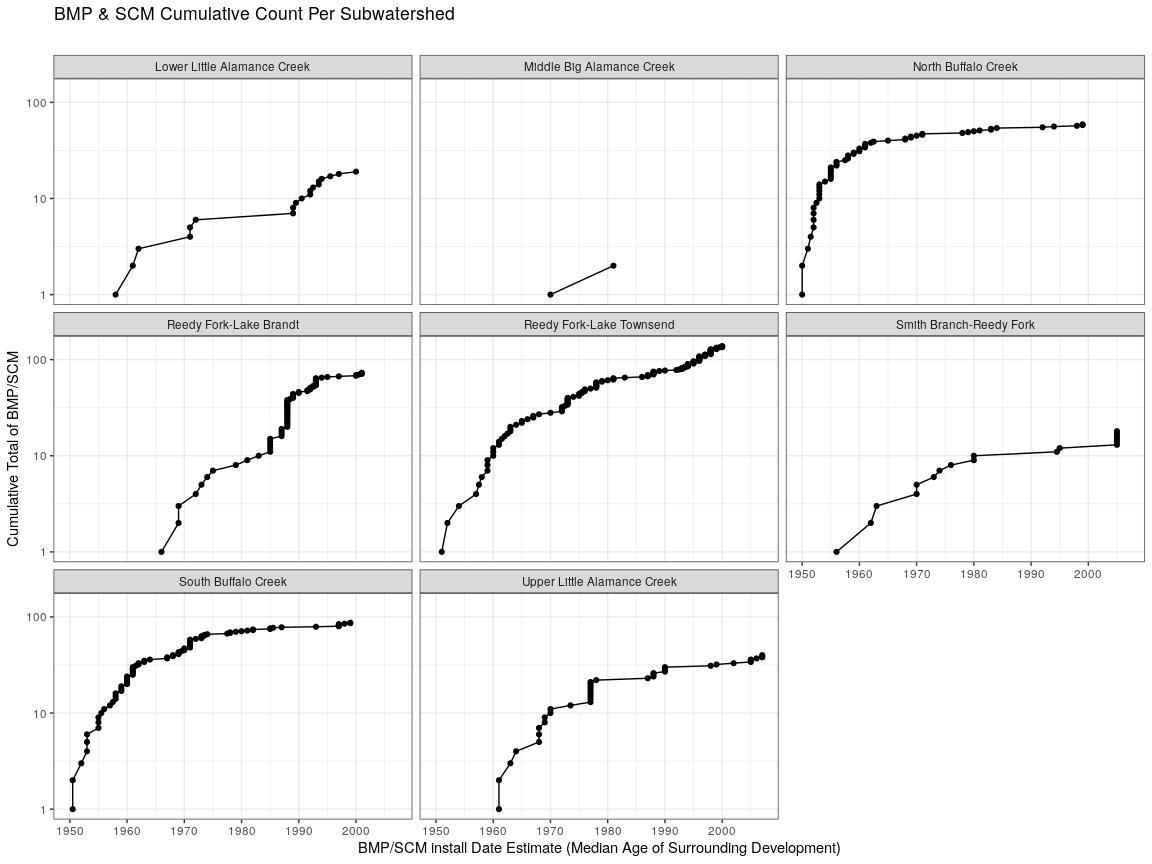 BMP & SCM Cumulative Count Per Subwatershed
Lower Little Alamance Creek
Middle Big Alamance Creek
North Buffalo Creek
100
10
1
Reedy Fork-Lake Brandt
Reedy Fork-Lake Townsend
Smith Branch-Reedy Fork
100
10
1
1950 1960 1970 1980 1990 2000
South Buffalo Creek
Upper Little Alamance Creek
100
10
1
1950 1960 1970 1980 1990 2000
1950 1960 1970 1980 1990 2000
Cumulative Total of BMP/SCM
BMP/SCM install Date Estimate (Median Age of Surrounding Development)